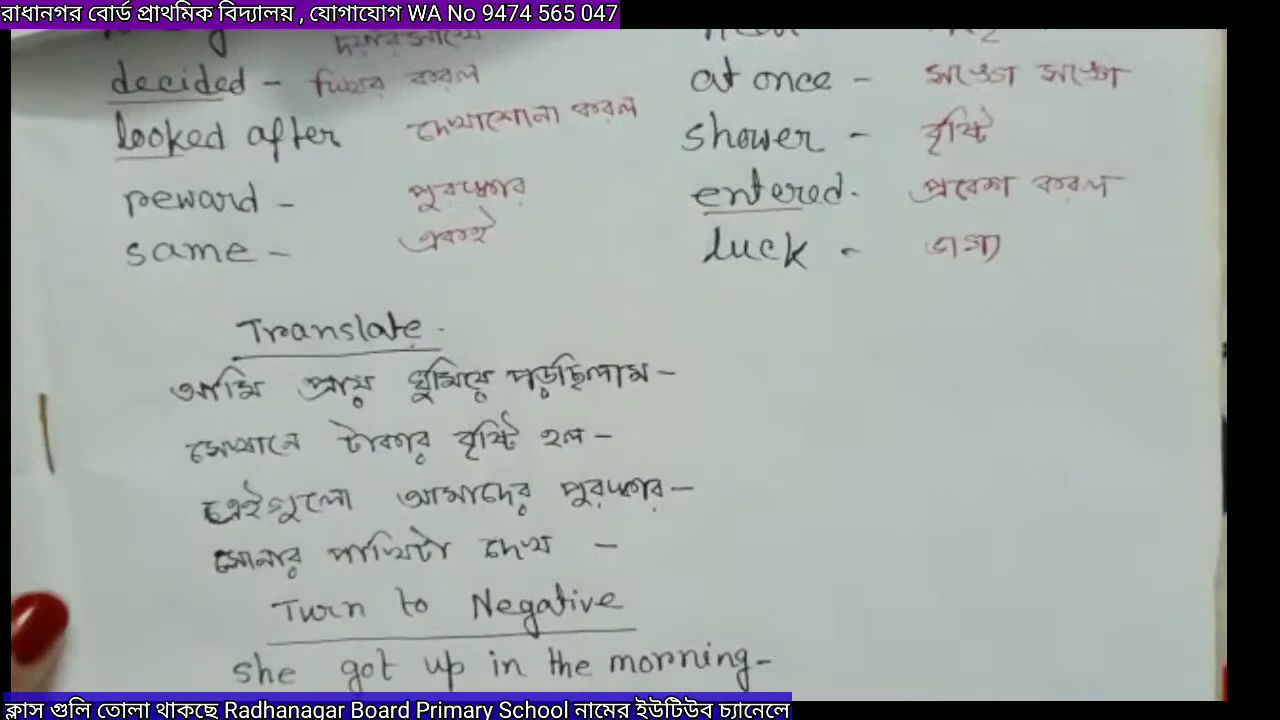 রাধানগর বোর্ড প্রাথমিক বিদ্যালয় , যোগাযোগ WA No 9474 565 047
decided - স্থির করল
looked after দেখাশোনা করল
reward - পুরস্কার
same - একই
at once - সঙ্গে সঙ্গে
shower - বৃষ্টি
entered. প্রবেশ করল
luck - ভাগ্য
Translate.
আমি প্রায় ঘুমিয়ে পড়ছিলাম -
সেখানে টাকার বৃষ্টি হল -
এইগুলো আমাদের পুরস্কার -
সোনার পাখিটা দেখ -
Turn to Negative
she got up in the morning -
ক্লাস গুলি তোলা থাকছে Radhanagar Board Primary School নামের ইউটিউব চ্যানেলে